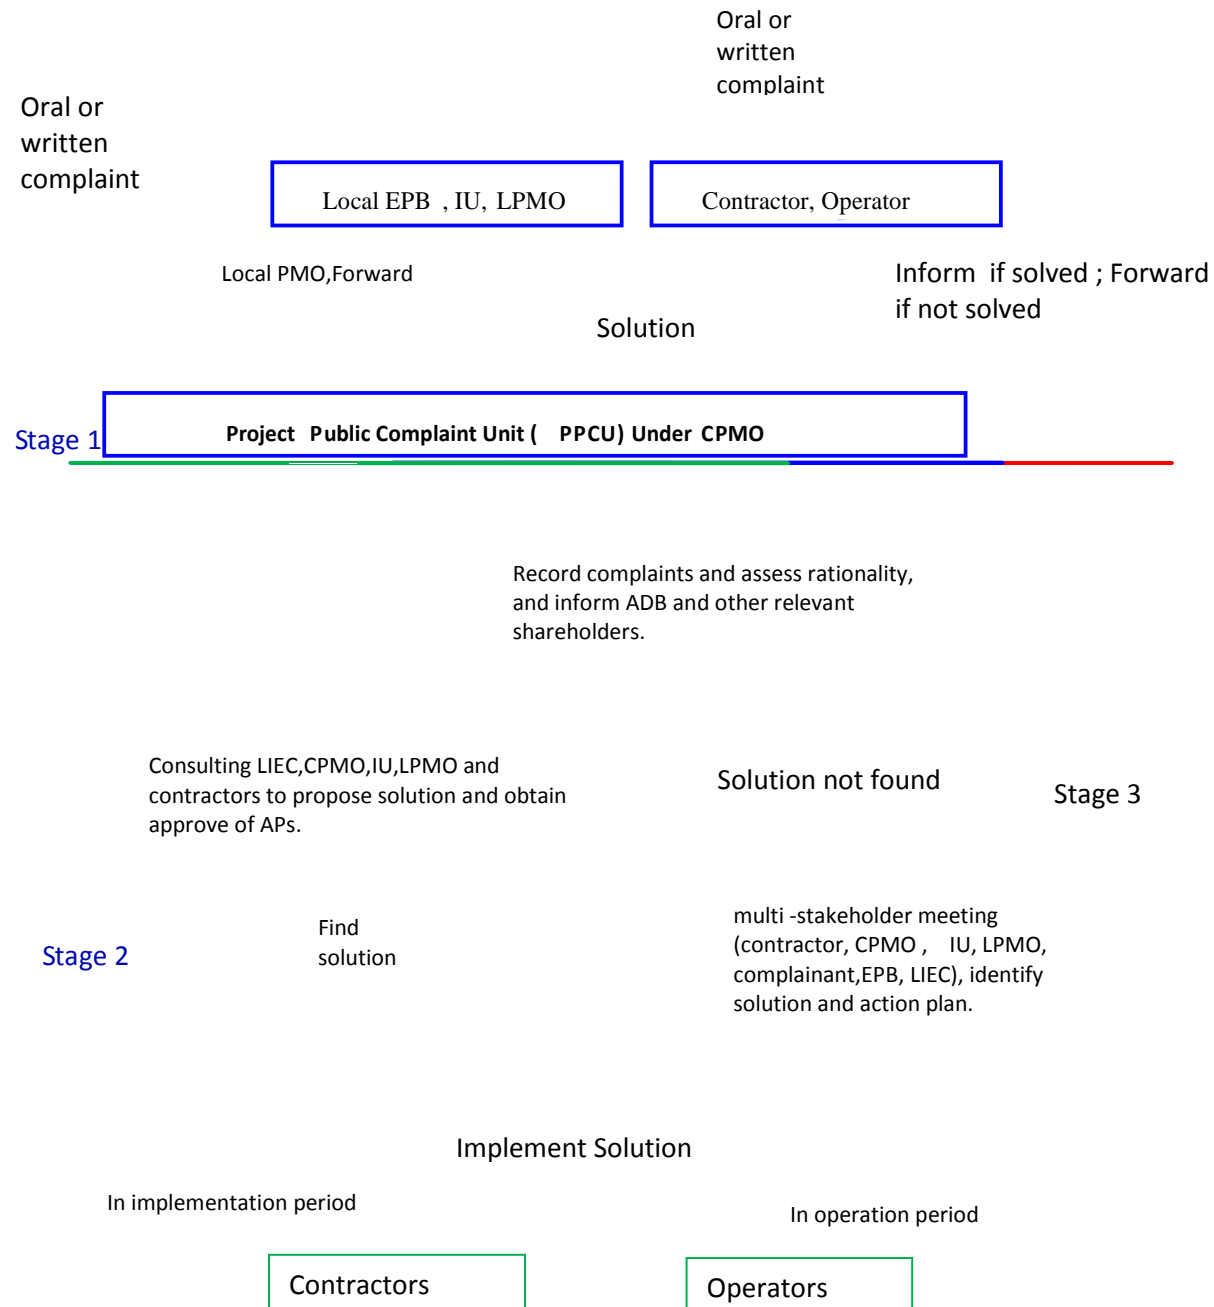 Oral or
written
complaint
Oral or
written
complaint
Local EPB , IU, LPMO
Contractor, Operator
Local PMO,Forward
Inform if solved ; Forward
if not solved
Solution
Stage 1
Project Public Complaint Unit ( PPCU) Under CPMO
Record complaints and assess rationality,
and inform ADB and other relevant
shareholders.
Consulting LIEC,CPMO,IU,LPMO and
contractors to propose solution and obtain
approve of APs.
Solution not found
Stage 3
Stage 2
Find
solution
multi -stakeholder meeting
(contractor, CPMO , IU, LPMO,
complainant,EPB, LIEC), identify
solution and action plan.
Implement Solution
In implementation period
In operation period
Contractors
Operators